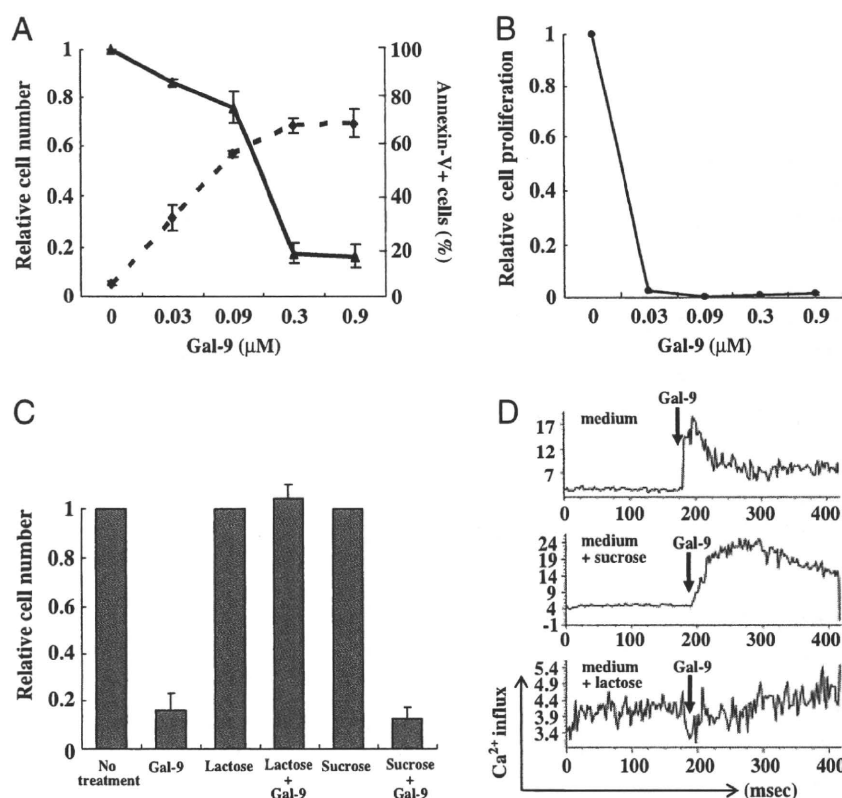 A
Relative cell number
1
0.8
0.6
0.4
0.2
0
100
80
60
40
20
0
Annexin-V+ cells (%)
0 0.03 0.09 0.3 0.9
Gal-9 (μM)
B
Relative cell proliferation
1
0.8
0.6
0.4
0.2
0
0 0.03 0.09 0.3 0.9
Gal-9 (μM)
C
Relative cell number
1
0.8
0.6
0.4
0.2
0
No treatment
Gal-9
Lactose
Lactose + Gal-9
Sucrose
Sucrose + Gal-9
D
Gal-9
medium
17
12
7
0 100 200 300 400
Gal-9
medium
+ sucrose
24
19
14
9
4
-1
0 100 200 300 400
Gal-9
medium
+ lactose
5.4
4.9
4.4
3.9
3.4
0 100 200 300 400
Ca²⁺ influx
(msec)